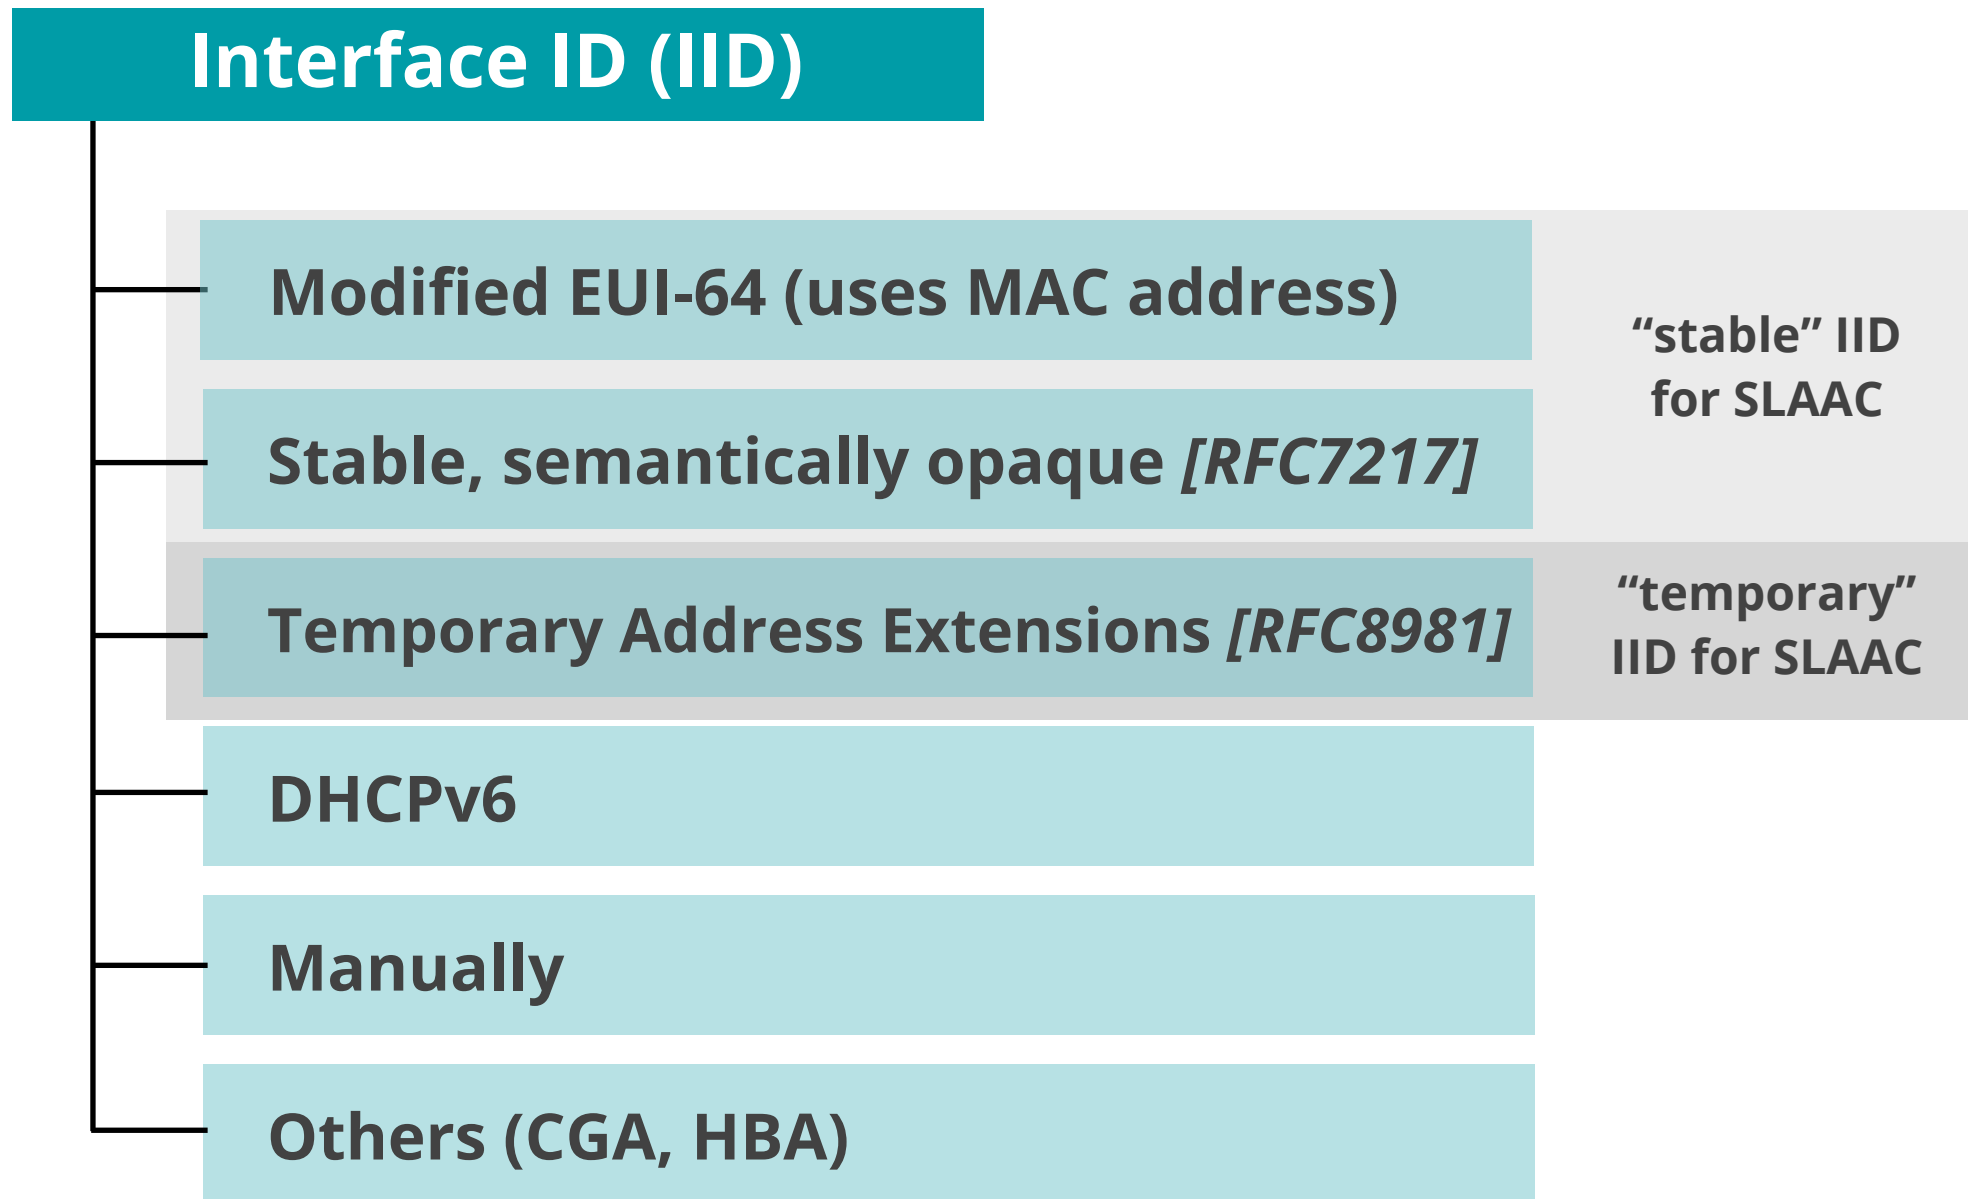 Interface ID (IID)
Modified EUI-64 (uses MAC address)
“stable” IID
for SLAAC
Stable, semantically opaque [RFC7217]
Temporary Address Extensions [RFC8981]
“temporary”
IID for SLAAC
DHCPv6
Manually
Others (CGA, HBA)